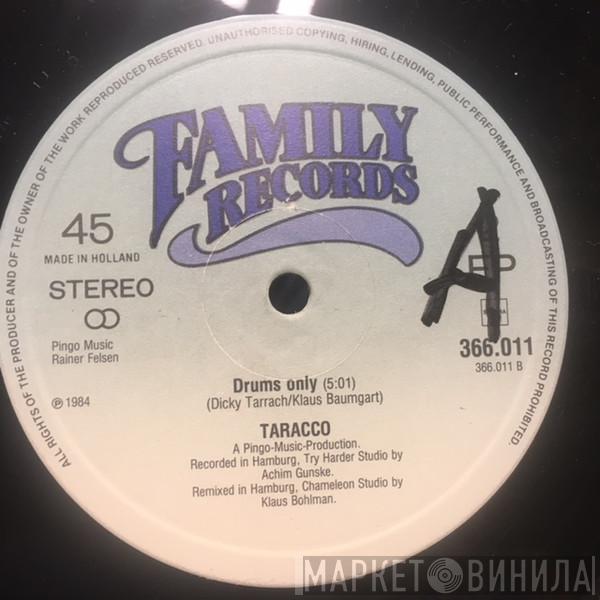 ALL RIGHTS OF THE PRODUCER AND OF THE OWNER OF THE WORK REPRODUCED RESERVED. UNAUTHORISED COPYING, HIRING, LENDING, PUBLIC PERFORMANCE AND BROADCASTING OF THIS RECORD PROHIBITED.
FAMILY
RECORDS
45
MADE IN HOLLAND
STEREO
Pingo Music
Rainer Felsen
℗ 1984
A
366.011
366.011 B
Drums only (5:01)
(Dicky Tarrach/Klaus Baumgart)
TARACCO
A Pingo-Music-Production.
Recorded in Hamburg, Try Harder Studio by
Achim Gunske.
Remixed in Hamburg, Chameleon Studio by
Klaus Bohlman.
МАРКЕТ ВИНИЛА